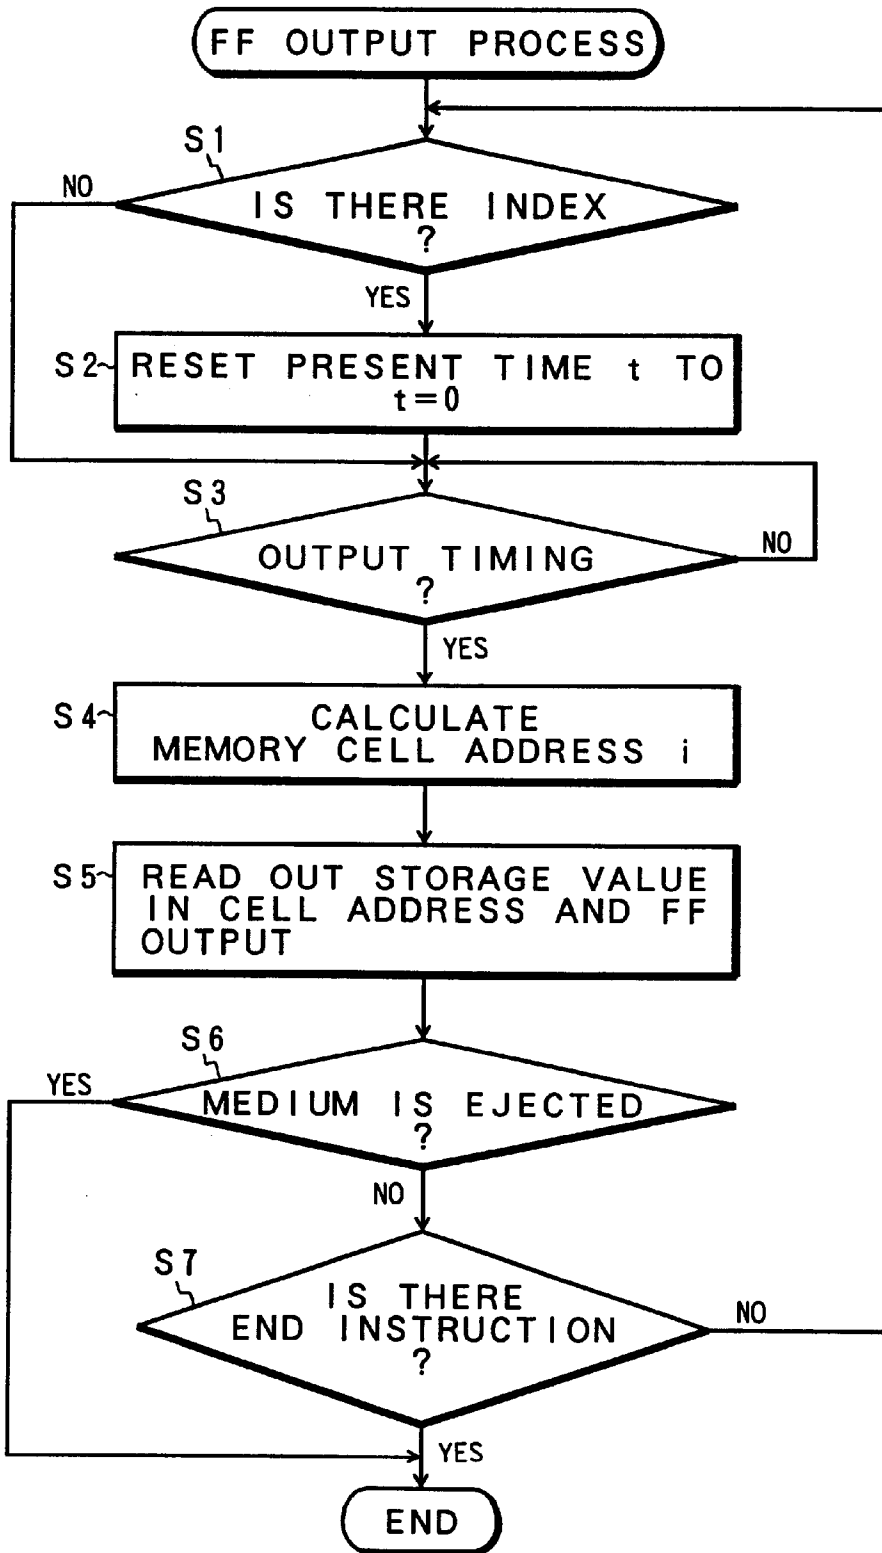 FF OUTPUT PROCESS
S1
NO
IS THERE INDEX
?
YES
S2
RESET PRESENT TIME t TO
t=0
S3
OUTPUT TIMING
?
NO
YES
S4
CALCULATE
MEMORY CELL ADDRESS i
S5
READ OUT STORAGE VALUE
IN CELL ADDRESS AND FF
OUTPUT
S6
YES
MEDIUM IS EJECTED
?
NO
S7
IS THERE
END INSTRUCTION
?
NO
YES
END